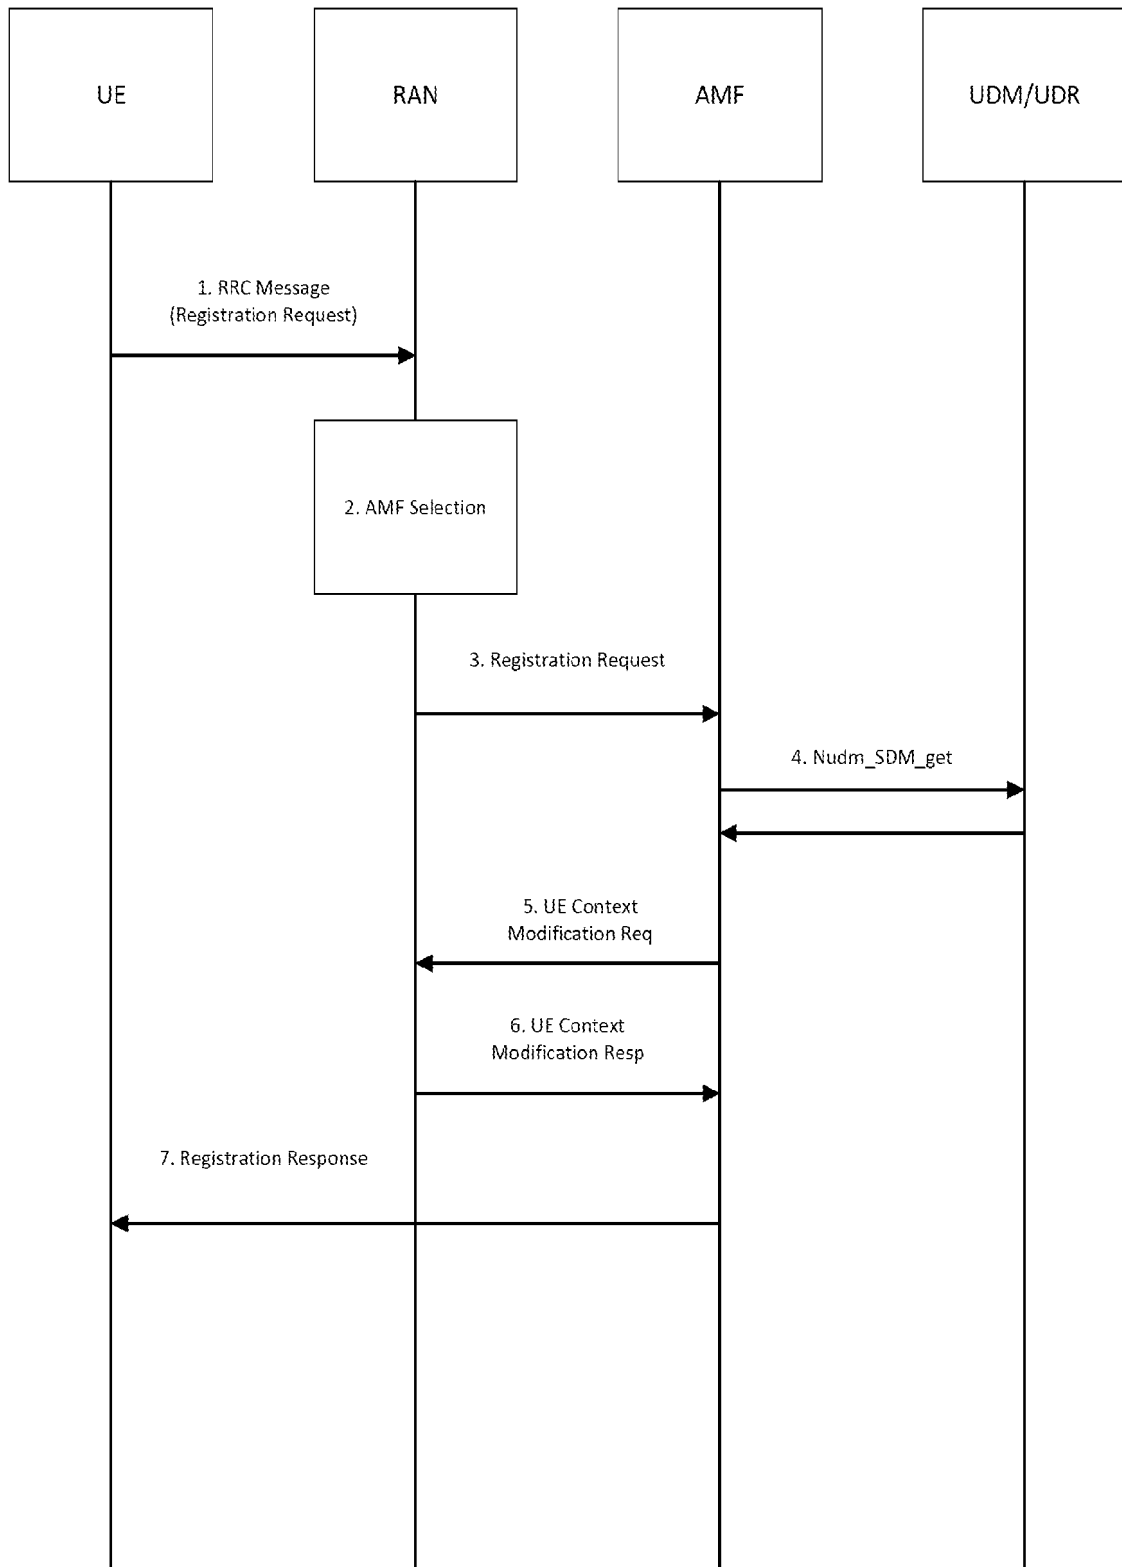 UE
RAN
AMF
UDM/UDR
1. RRC Message
(Registration Request)
2. AMF Selection
3. Registration Request
4. Nudm_SDM_get
5. UE Context
Modification Req
6. UE Context
Modification Resp
7. Registration Response